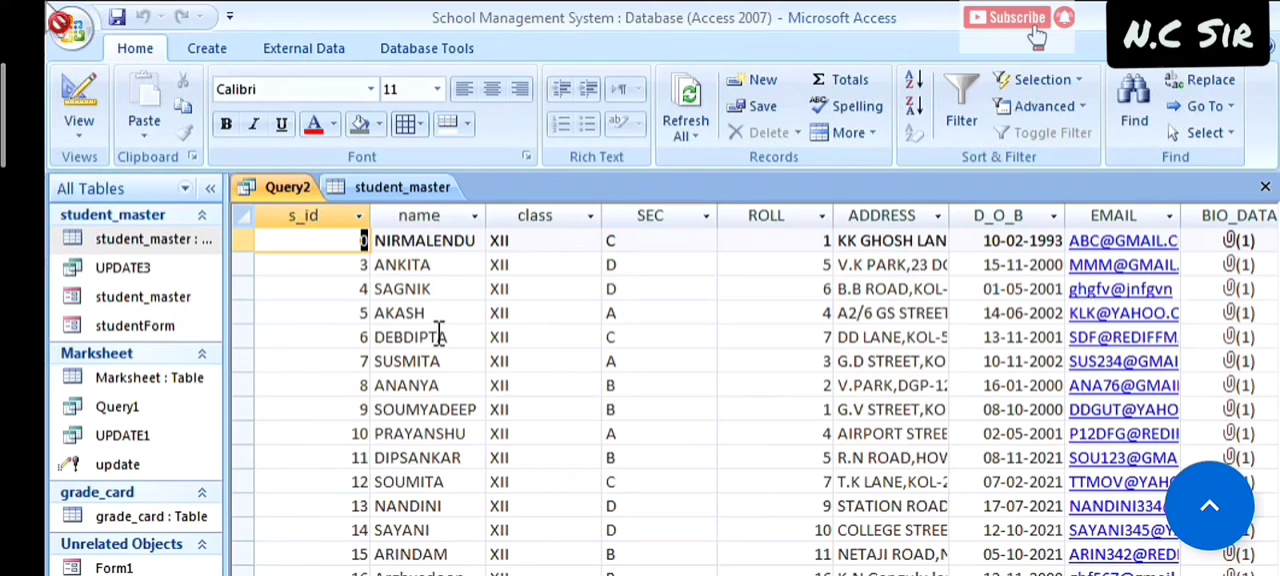 School Management System : Database (Access 2007) - Microsoft Access
Subscribe
N.C Sir
Home Create External Data Database Tools
View
Views
Paste
Clipboard
Calibri 11
B I U A
Font
Rich Text
Refresh All
New
Save
Delete
Totals
Spelling
More
Records
Filter
Selection
Advanced
Toggle Filter
Sort & Filter
Find
Replace
Go To
Select
Find
All Tables
student_master
student_master : ...
UPDATE3
student_master
studentForm
Marksheet
Marksheet : Table
Query1
UPDATE1
update
grade_card
grade_card : Table
Unrelated Objects
Form1
Query2 student_master
s_id name class SEC ROLL ADDRESS D_O_B EMAIL BIO_DATA
0 NIRMALENDU XII C 1 KK GHOSH LAN 10-02-1993 ABC@GMAIL.C (1)
3 ANKITA XII D 5 V.K PARK,23 DG 15-11-2000 MMM@GMAIL. (1)
4 SAGNIK XII D 6 B.B ROAD,KOL- 01-05-2001 ghgfv@jnfgvn (1)
5 AKASH XII A 4 A2/6 GS STREET 14-06-2002 KLK@YAHOO.C (1)
6 DEBDIPTA XII C 7 DD LANE,KOL-5 13-11-2001 SDF@REDIFFM (1)
7 SUSMITA XII A 3 G.D STREET,KO 10-11-2002 SUS234@GMAI (1)
8 ANANYA XII B 2 V.PARK,DGP-12 16-01-2000 ANA76@GMAIL (1)
9 SOUMYADEEP XII B 1 G.V STREET,KO 08-10-2000 DDGUT@YAHO (1)
10 PRAYANSHU XII A 4 AIRPORT STREE 02-05-2001 P12DFG@REDII (1)
11 DIPSANKAR XII B 5 R.N ROAD,HOV 08-11-2021 SOU123@GMA (1)
12 SOUMITA XII C 7 T.K LANE,KOL-2 07-02-2021 TTMOV@YAH
13 NANDINI XII D 9 STATION ROAD 17-07-2021 NANDINI334
14 SAYANI XII D 10 COLLEGE STREE 12-10-2021 SAYANI345@Y
15 ARINDAM XII B 11 NETAJI ROAD,N 05-10-2021 ARIN342@RED (1)